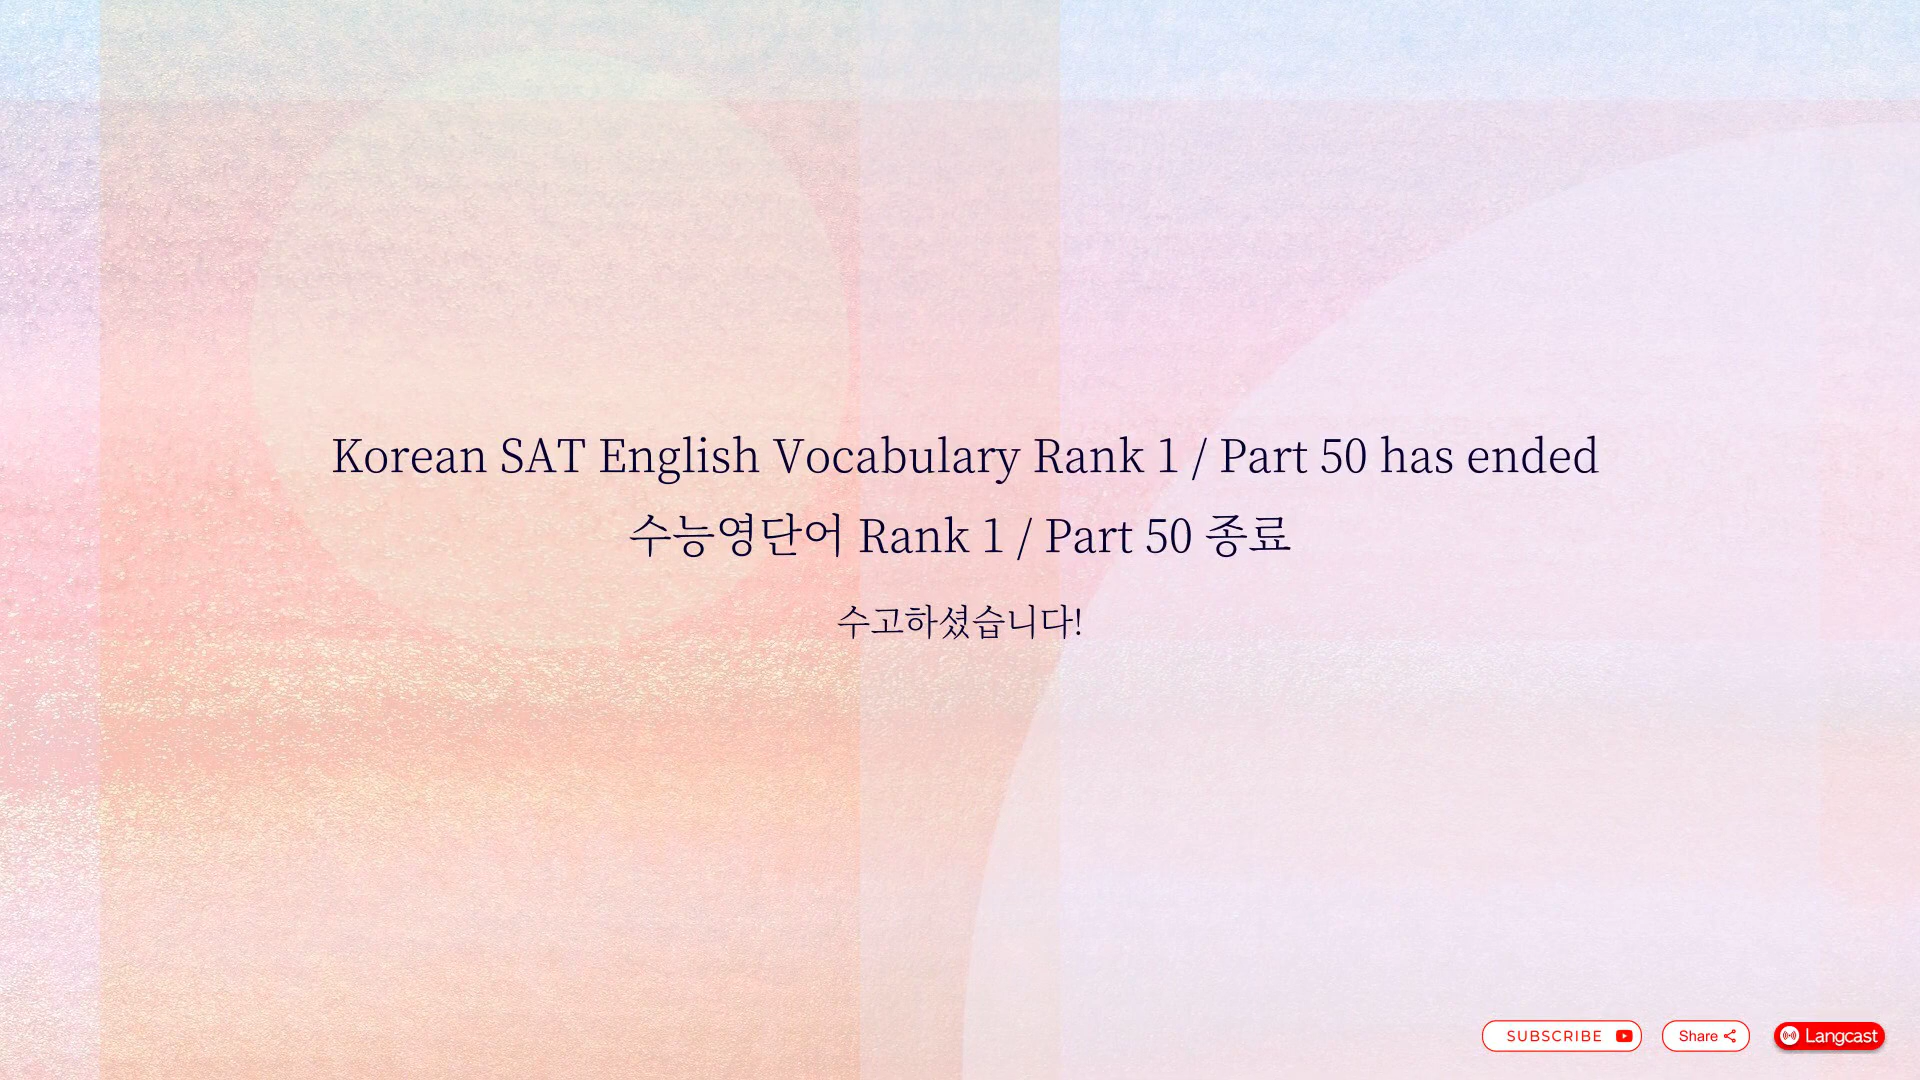 Korean SAT English Vocabulary Rank 1 / Part 50 has ended
수능영단어 Rank 1 / Part 50 종료
수고하셨습니다!
SUBSCRIBE
Share
Langcast